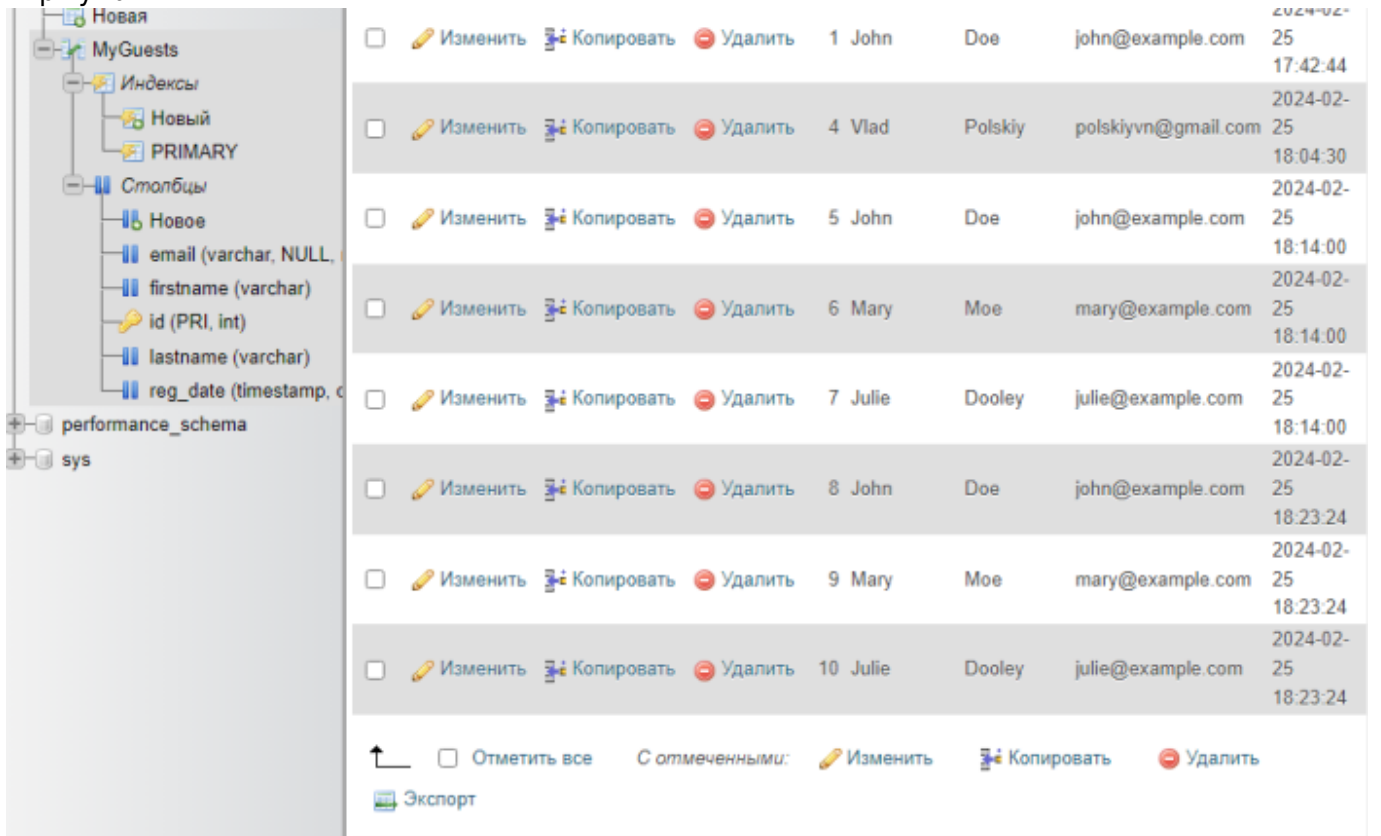 Новая
MyGuests
Индексы
Новый
PRIMARY
Столбцы
Новое
email (varchar, NULL,
firstname (varchar)
id (PRI, int)
lastname (varchar)
reg_date (timestamp,
performance_schema
sys
2024-02-
Изменить Копировать Удалить 1 John Doe john@example.com 25
17:42:44
2024-02-
Изменить Копировать Удалить 4 Vlad Polskiy polskiyvn@gmail.com 25
18:04:30
2024-02-
Изменить Копировать Удалить 5 John Doe john@example.com 25
18:14:00
2024-02-
Изменить Копировать Удалить 6 Mary Moe mary@example.com 25
18:14:00
2024-02-
Изменить Копировать Удалить 7 Julie Dooley julie@example.com 25
18:14:00
2024-02-
Изменить Копировать Удалить 8 John Doe john@example.com 25
18:23:24
2024-02-
Изменить Копировать Удалить 9 Mary Moe mary@example.com 25
18:23:24
2024-02-
Изменить Копировать Удалить 10 Julie Dooley julie@example.com 25
18:23:24
Отметить все С отмеченными: Изменить Копировать Удалить
Экспорт